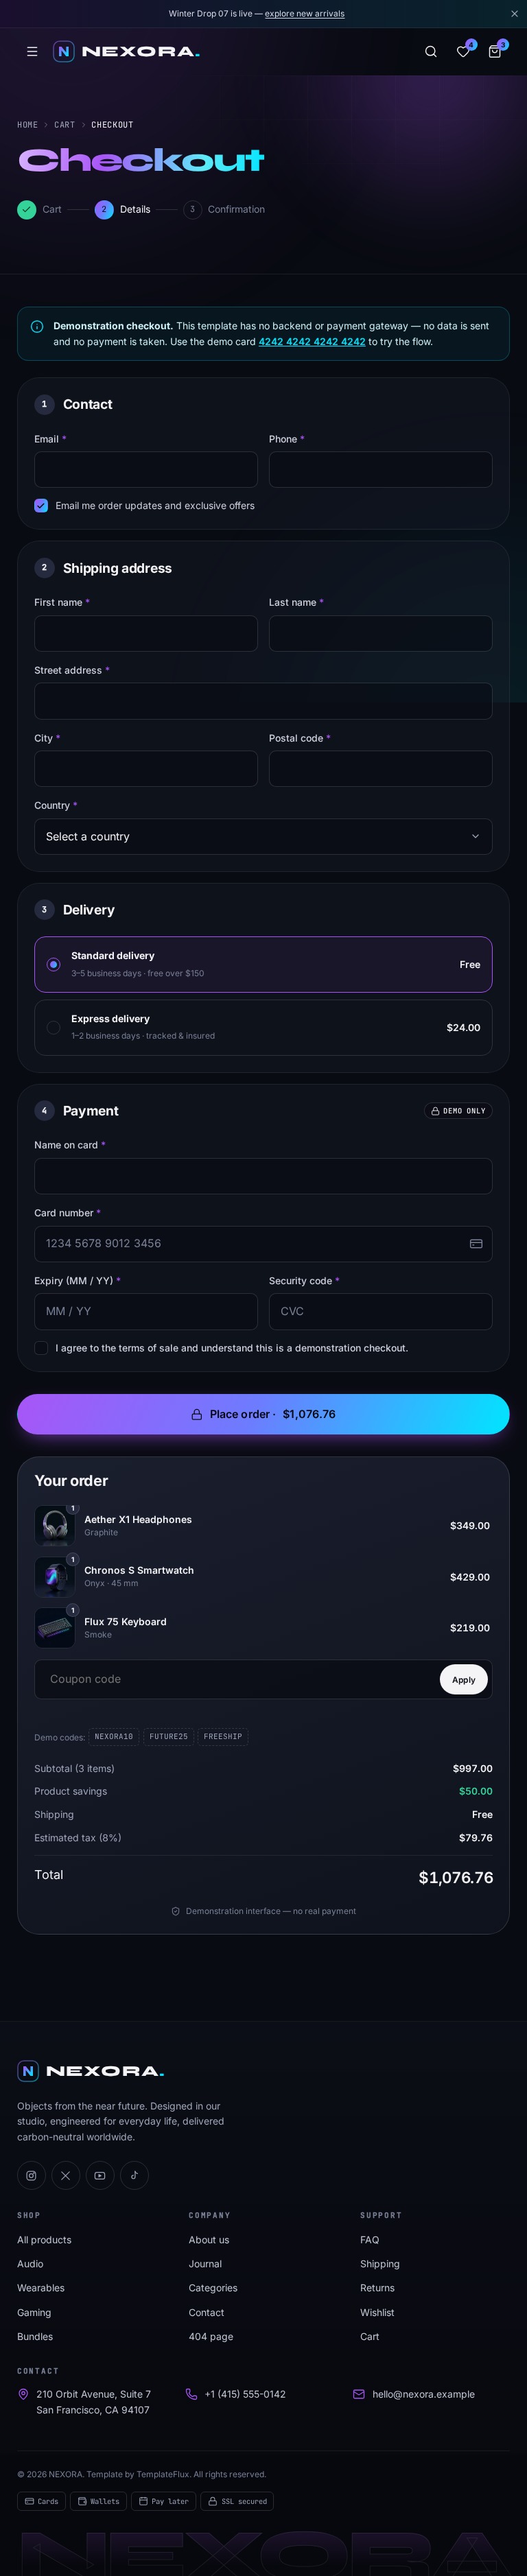 Winter Drop 07 is live — explore new arrivals
N NEXORA.
4
3
HOME > CART > CHECKOUT
Checkout
Cart
2 Details
3 Confirmation
Demonstration checkout. This template has no backend or payment gateway — no data is sent
and no payment is taken. Use the demo card 4242 4242 4242 4242 to try the flow.
1 Contact
Email *
Phone *
Email me order updates and exclusive offers
2 Shipping address
First name *
Last name *
Street address *
City *
Postal code *
Country *
Select a country
3 Delivery
Standard delivery
3–5 business days · free over $150
Free
Express delivery
1–2 business days · tracked & insured
$24.00
4 Payment
DEMO ONLY
Name on card *
Card number *
1234 5678 9012 3456
Expiry (MM / YY) *
Security code *
MM / YY
CVC
I agree to the terms of sale and understand this is a demonstration checkout.
Place order · $1,076.76
Your order
1
Aether X1 Headphones
Graphite
$349.00
1
Chronos S Smartwatch
Onyx · 45 mm
$429.00
1
Flux 75 Keyboard
Smoke
$219.00
Coupon code
Apply
Demo codes: NEXORA10 FUTURE25 FREESHIP
Subtotal (3 items) $997.00
Product savings $50.00
Shipping Free
Estimated tax (8%) $79.76
Total $1,076.76
Demonstration interface — no real payment
N NEXORA.
Objects from the near future. Designed in our
studio, engineered for everyday life, delivered
carbon-neutral worldwide.
SHOP
All products
Audio
Wearables
Gaming
Bundles
COMPANY
About us
Journal
Categories
Contact
404 page
SUPPORT
FAQ
Shipping
Returns
Wishlist
Cart
CONTACT
210 Orbit Avenue, Suite 7
San Francisco, CA 94107
+1 (415) 555-0142
hello@nexora.example
© 2026 NEXORA. Template by TemplateFlux. All rights reserved.
Cards
Wallets
Pay later
SSL secured
NEXORA